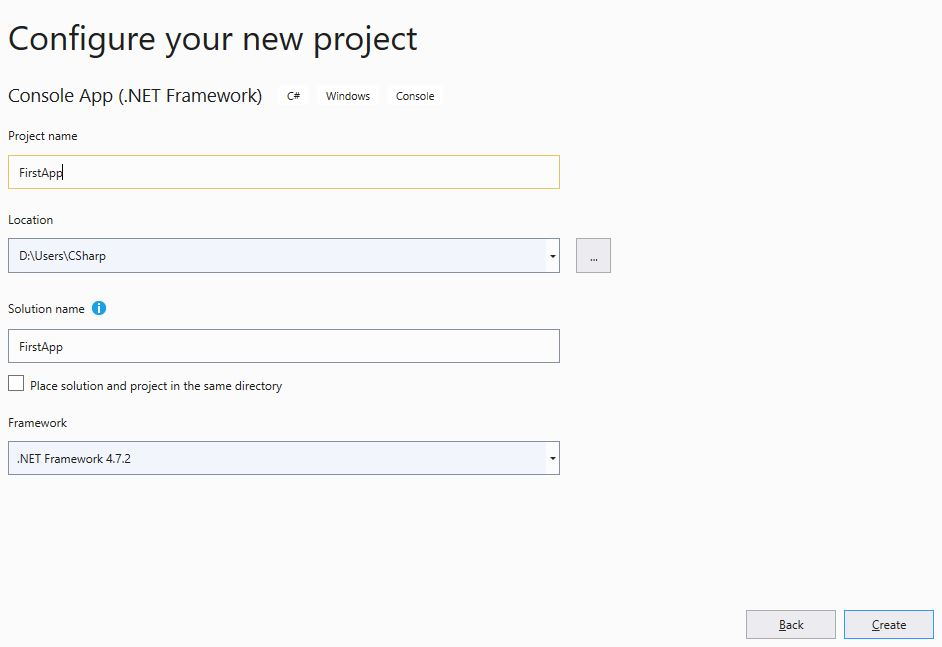 Configure your new project
Console App (.NET Framework) C# Windows Console
Project name
FirstApp
Location
D:\Users\CSharp
...
Solution name i
FirstApp
Place solution and project in the same directory
Framework
.NET Framework 4.7.2
Back Create